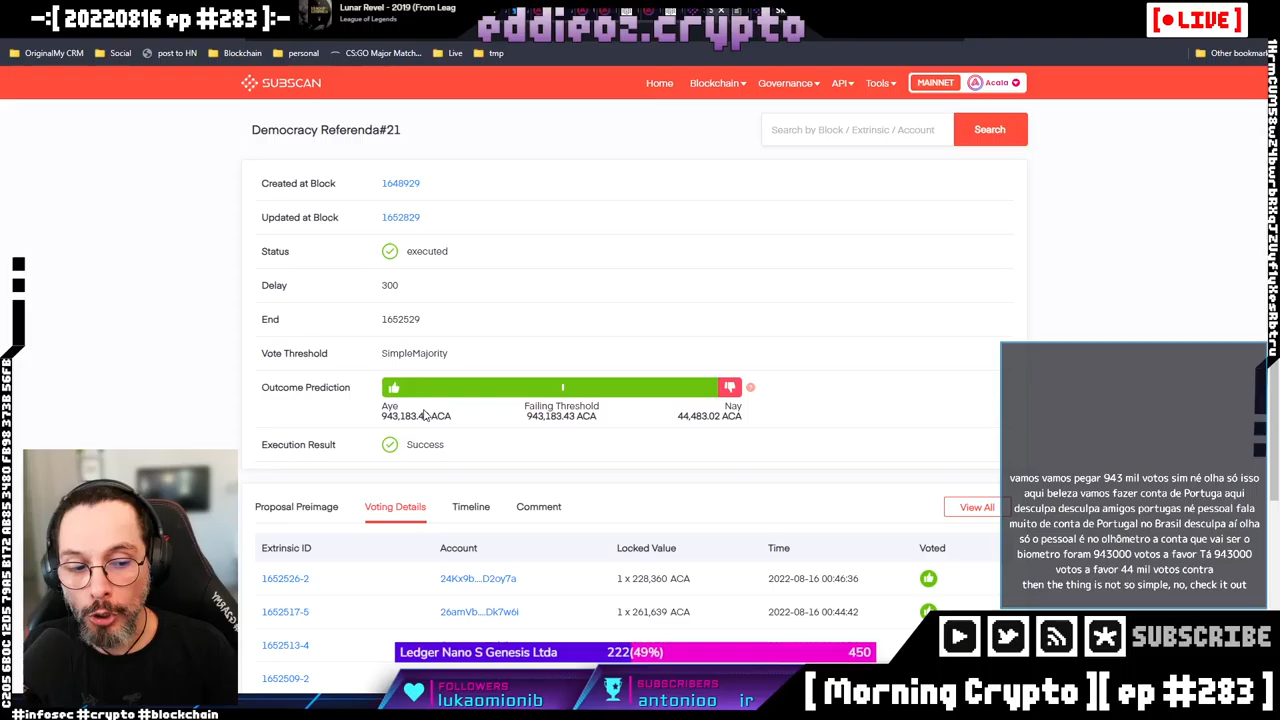 -:[ 20220816 ep #283 ]:-
Lunar Revel - 2019 (From Leag
League of Legends
eddieoz.crypto
[●LIVE]
OriginalMy CRM
Social
post to HN
Blockchain
personal
CS:GO Major Match...
Live
tmp
Other bookmar
SUBSCAN
Home
Blockchain
Governance
API
Tools
MAINNET
Acala
Democracy Referenda#21
Search by Block / Extrinsic / Account
Search
Created at Block 1648929
Updated at Block 1652829
Status executed
Delay 300
End 1652529
Vote Threshold SimpleMajority
Outcome Prediction
Aye Failing Threshold Nay
943,183.43 ACA 943,183.43 ACA 44,483.02 ACA
Execution Result Success
Proposal Preimage Voting Details Timeline Comment View All
Extrinsic ID Account Locked Value Time Voted
1652526-2 24Kx9b....D2oy7a 1 x 228,360 ACA 2022-08-16 00:46:36
1652517-5 26amVb....Dk7w6i 1 x 261,639 ACA 2022-08-16 00:44:42
1652513-4
1652509-2
vamos vamos pegar 943 mil votos sim né olha só isso
aqui beleza vamos fazer conta de Portuga aqui
desculpa desculpa amigos portugas né pessoal fala
muito de conta de Portugal no Brasil desculpa aí olha
só o pessoal é no olhômetro a conta que vai ser o
biometro foram 943000 votos a favor Tá 943000
votos a favor 44 mil votos contra
then the thing is not so simple, no, check it out
Ledger Nano S Genesis Ltda 222(49%) 450
FOLLOWERS
lukaomionib
SUBSCRIBERS
antonioo jr
SUBSCRIBE
[ Morning Crypto ][ ep #283 ]
#infosec #crypto #blockchain